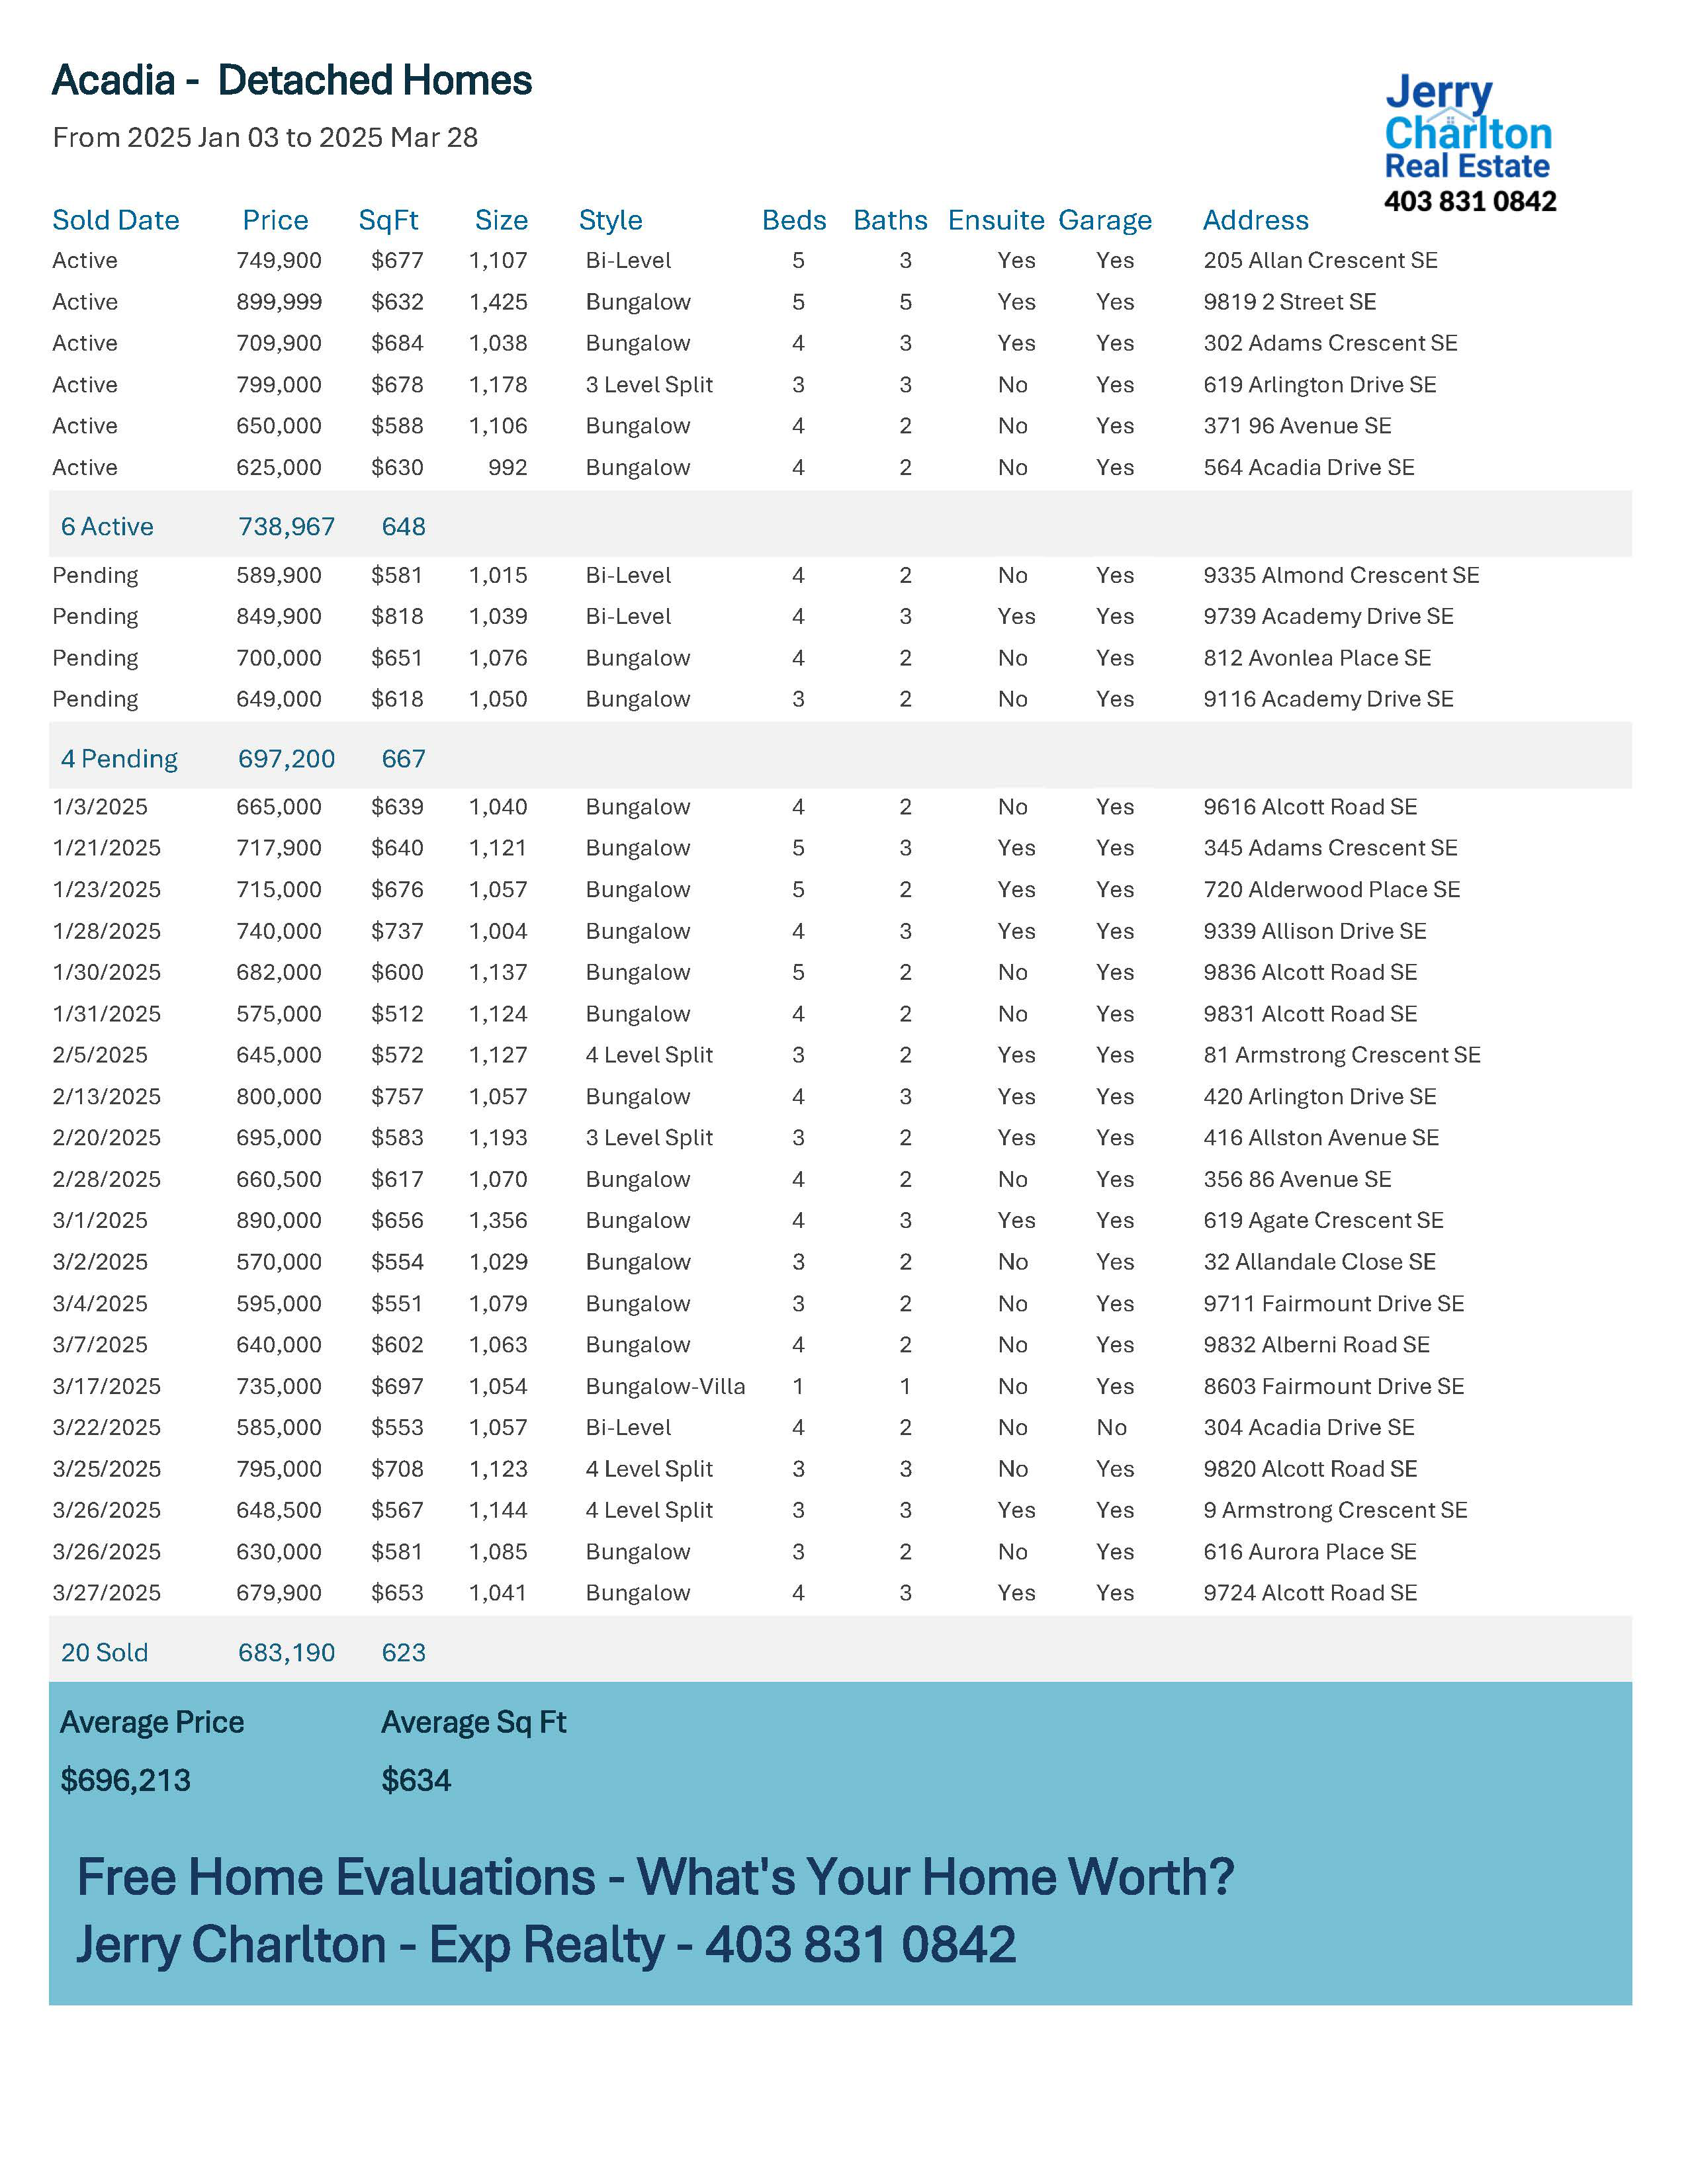 Acadia - Detached Homes
From 2025 Jan 03 to 2025 Mar 28
Jerry
Charlton
Real Estate
403 831 0842
Sold Date Price SqFt Size Style Beds Baths Ensuite Garage Address
Active 749,900 $677 1,107 Bi-Level 5 3 Yes Yes 205 Allan Crescent SE
Active 899,999 $632 1,425 Bungalow 5 5 Yes Yes 9819 2 Street SE
Active 709,900 $684 1,038 Bungalow 4 3 Yes Yes 302 Adams Crescent SE
Active 799,000 $678 1,178 3 Level Split 3 3 No Yes 619 Arlington Drive SE
Active 650,000 $588 1,106 Bungalow 4 2 No Yes 371 96 Avenue SE
Active 625,000 $630 992 Bungalow 4 2 No Yes 564 Acadia Drive SE
6 Active 738,967 648
Pending 589,900 $581 1,015 Bi-Level 4 2 No Yes 9335 Almond Crescent SE
Pending 849,900 $818 1,039 Bi-Level 4 3 Yes Yes 9739 Academy Drive SE
Pending 700,000 $651 1,076 Bungalow 4 2 No Yes 812 Avonlea Place SE
Pending 649,000 $618 1,050 Bungalow 3 2 No Yes 9116 Academy Drive SE
4 Pending 697,200 667
1/3/2025 665,000 $639 1,040 Bungalow 4 2 No Yes 9616 Alcott Road SE
1/21/2025 717,900 $640 1,121 Bungalow 5 3 Yes Yes 345 Adams Crescent SE
1/23/2025 715,000 $676 1,057 Bungalow 5 2 Yes Yes 720 Alderwood Place SE
1/28/2025 740,000 $737 1,004 Bungalow 4 3 Yes Yes 9339 Allison Drive SE
1/30/2025 682,000 $600 1,137 Bungalow 5 2 No Yes 9836 Alcott Road SE
1/31/2025 575,000 $512 1,124 Bungalow 4 2 No Yes 9831 Alcott Road SE
2/5/2025 645,000 $572 1,127 4 Level Split 3 2 Yes Yes 81 Armstrong Crescent SE
2/13/2025 800,000 $757 1,057 Bungalow 4 3 Yes Yes 420 Arlington Drive SE
2/20/2025 695,000 $583 1,193 3 Level Split 3 2 Yes Yes 416 Allston Avenue SE
2/28/2025 660,500 $617 1,070 Bungalow 4 2 No Yes 356 86 Avenue SE
3/1/2025 890,000 $656 1,356 Bungalow 4 3 Yes Yes 619 Agate Crescent SE
3/2/2025 570,000 $554 1,029 Bungalow 3 2 No Yes 32 Allandale Close SE
3/4/2025 595,000 $551 1,079 Bungalow 3 2 No Yes 9711 Fairmount Drive SE
3/7/2025 640,000 $602 1,063 Bungalow 4 2 No Yes 9832 Alberni Road SE
3/17/2025 735,000 $697 1,054 Bungalow-Villa 1 1 No Yes 8603 Fairmount Drive SE
3/22/2025 585,000 $553 1,057 Bi-Level 4 2 No No 304 Acadia Drive SE
3/25/2025 795,000 $708 1,123 4 Level Split 3 3 No Yes 9820 Alcott Road SE
3/26/2025 648,500 $567 1,144 4 Level Split 3 3 Yes Yes 9 Armstrong Crescent SE
3/26/2025 630,000 $581 1,085 Bungalow 3 2 No Yes 616 Aurora Place SE
3/27/2025 679,900 $653 1,041 Bungalow 4 3 Yes Yes 9724 Alcott Road SE
20 Sold 683,190 623
Average Price Average Sq Ft
$696,213 $634
Free Home Evaluations - What's Your Home Worth?
Jerry Charlton - Exp Realty - 403 831 0842